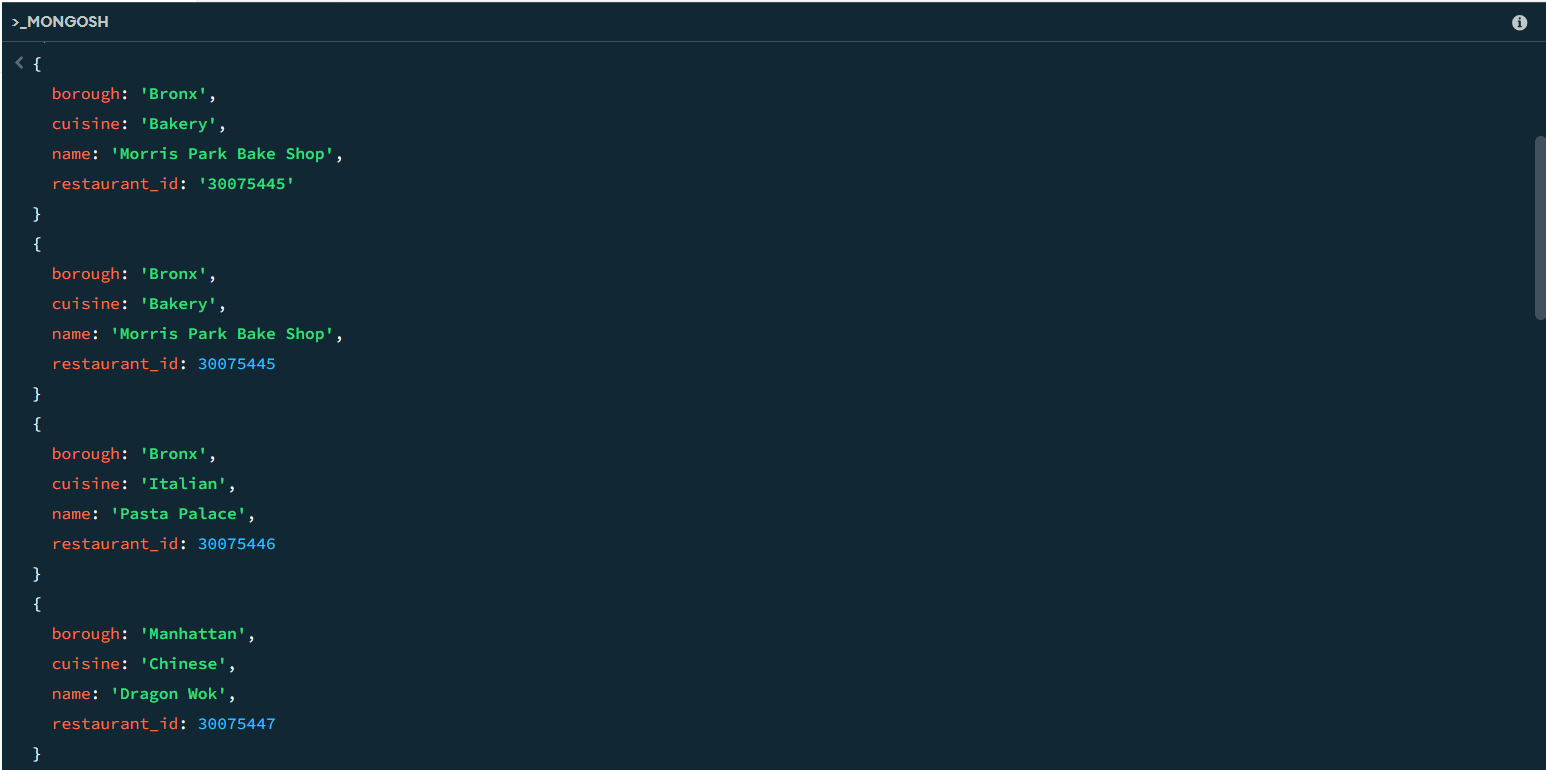 >_MONGOSH
{
borough: 'Bronx',
cuisine: 'Bakery',
name: 'Morris Park Bake Shop',
restaurant_id: '30075445'
}
{
borough: 'Bronx',
cuisine: 'Bakery',
name: 'Morris Park Bake Shop',
restaurant_id: 30075445
}
{
borough: 'Bronx',
cuisine: 'Italian',
name: 'Pasta Palace',
restaurant_id: 30075446
}
{
borough: 'Manhattan',
cuisine: 'Chinese',
name: 'Dragon Wok',
restaurant_id: 30075447
}